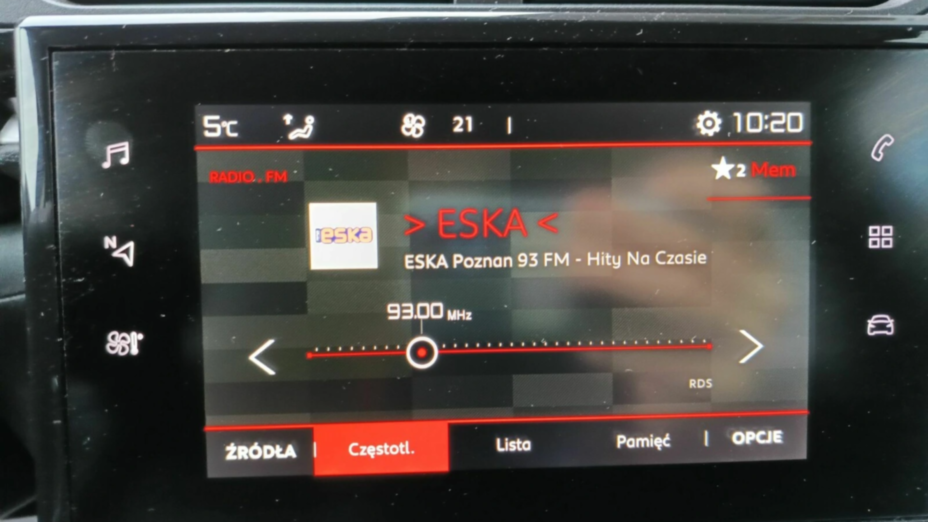 5°C 21 10:20
RADIO.. FM
★2 Mem
eska
> ESKA <
ESKA Poznan 93 FM - Hity Na Czasie
N
93.00 MHz
RDS
ŹRÓDŁA Częstotl. Lista Pamięć OPCJE